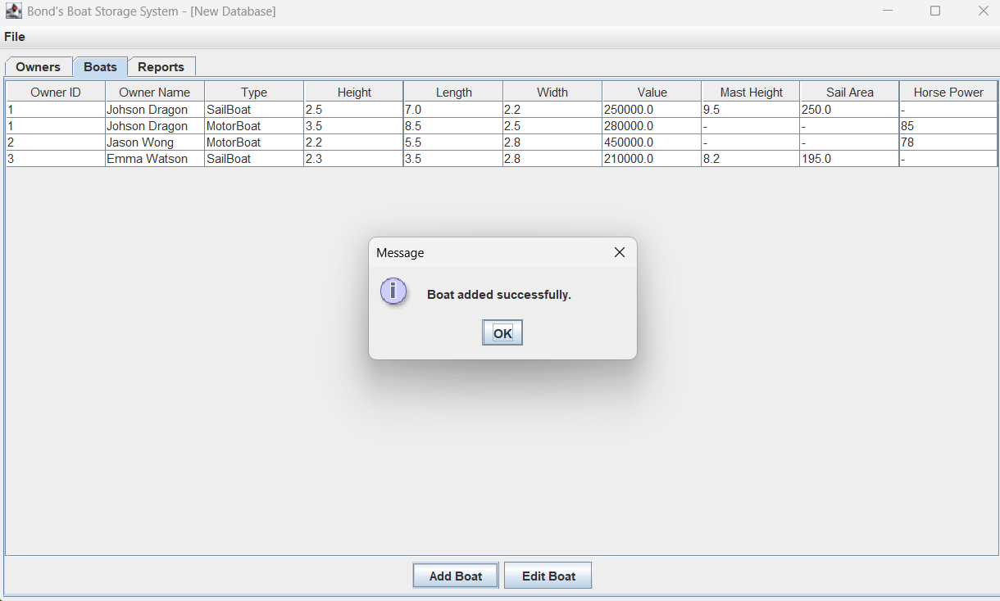 Bond's Boat Storage System - [New Database]
File
Owners Boats Reports
Owner ID Owner Name Type Height Length Width Value Mast Height Sail Area Horse Power
1 Johson Dragon SailBoat 2.5 7.0 2.2 250000.0 9.5 250.0 -
1 Johson Dragon MotorBoat 3.5 8.5 2.5 280000.0 - - 85
2 Jason Wong MotorBoat 2.2 5.5 2.8 450000.0 - - 78
3 Emma Watson SailBoat 2.3 3.5 2.8 210000.0 8.2 195.0 -
Message
i
Boat added successfully.
OK
Add Boat Edit Boat